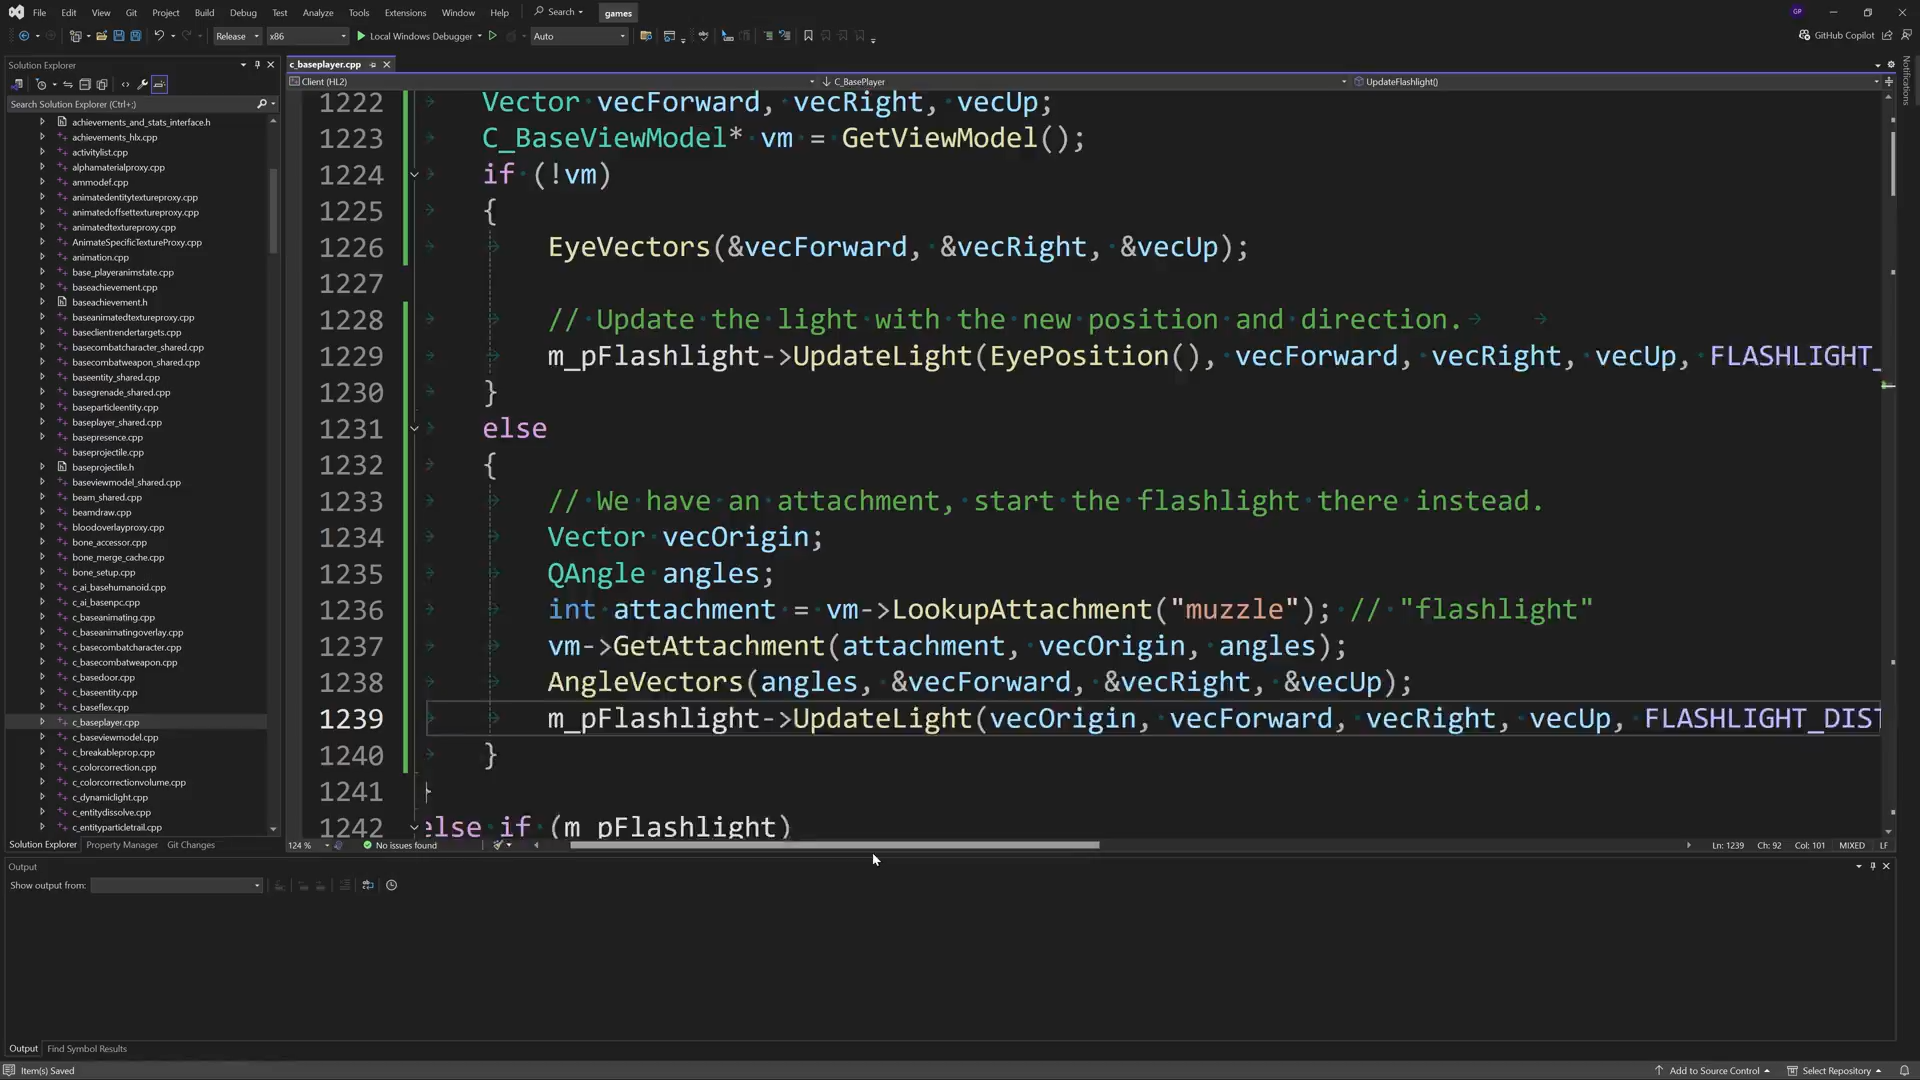 File Edit View Git Project Build Debug Test Analyze Tools Extensions Window Help Search games GP
Release x86 Local Windows Debugger Auto GitHub Copilot
Solution Explorer
Search Solution Explorer (Ctrl+;)
achievements_and_stats_interface.h
achievements_hlx.cpp
activitylist.cpp
alphamaterialproxy.cpp
ammodef.cpp
animatedentitytextureproxy.cpp
animatedoffsettextureproxy.cpp
animatedtextureproxy.cpp
AnimateSpecificTextureProxy.cpp
animation.cpp
base_playeranimstate.cpp
baseachievement.cpp
baseachievement.h
baseanimatedtextureproxy.cpp
baseclientrendertargets.cpp
basecombatcharacter_shared.cpp
basecombatweapon_shared.cpp
baseentity_shared.cpp
basegrenade_shared.cpp
baseparticleentity.cpp
baseplayer_shared.cpp
basepresence.cpp
baseprojectile.cpp
baseprojectile.h
baseviewmodel_shared.cpp
beam_shared.cpp
beamdraw.cpp
bloodoverlayproxy.cpp
bone_accessor.cpp
bone_merge_cache.cpp
bone_setup.cpp
c_ai_basehumanoid.cpp
c_ai_basenpc.cpp
c_baseanimating.cpp
c_baseanimatingoverlay.cpp
c_basecombatcharacter.cpp
c_basecombatweapon.cpp
c_basedoor.cpp
c_baseentity.cpp
c_baseflex.cpp
c_baseplayer.cpp
c_baseviewmodel.cpp
c_breakableprop.cpp
c_colorcorrection.cpp
c_colorcorrectionvolume.cpp
c_dynamiclight.cpp
c_entitydissolve.cpp
c_entityparticletrail.cpp
Solution Explorer Property Manager Git Changes
c_baseplayer.cpp
Client (HL2) C_BasePlayer UpdateFlashlight()
1222 Vector vecForward, vecRight, vecUp;
1223 C_BaseViewModel* vm = GetViewModel();
1224 if (!vm)
1225 {
1226 EyeVectors(&vecForward, &vecRight, &vecUp);
1227
1228 // Update the light with the new position and direction.
1229 m_pFlashlight->UpdateLight(EyePosition(), vecForward, vecRight, vecUp, FLASHLIGHT_
1230 }
1231 else
1232 {
1233 // We have an attachment, start the flashlight there instead.
1234 Vector vecOrigin;
1235 QAngle angles;
1236 int attachment = vm->LookupAttachment("muzzle"); // "flashlight"
1237 vm->GetAttachment(attachment, vecOrigin, angles);
1238 AngleVectors(angles, &vecForward, &vecRight, &vecUp);
1239 m_pFlashlight->UpdateLight(vecOrigin, vecForward, vecRight, vecUp, FLASHLIGHT_DIST
1240 }
1241 }
1242 else if (m_pFlashlight)
124 % No issues found Ln: 1239 Ch: 92 Col: 101 MIXED LF
Notifications
Output
Show output from:
Output Find Symbol Results
Item(s) Saved Add to Source Control Select Repository